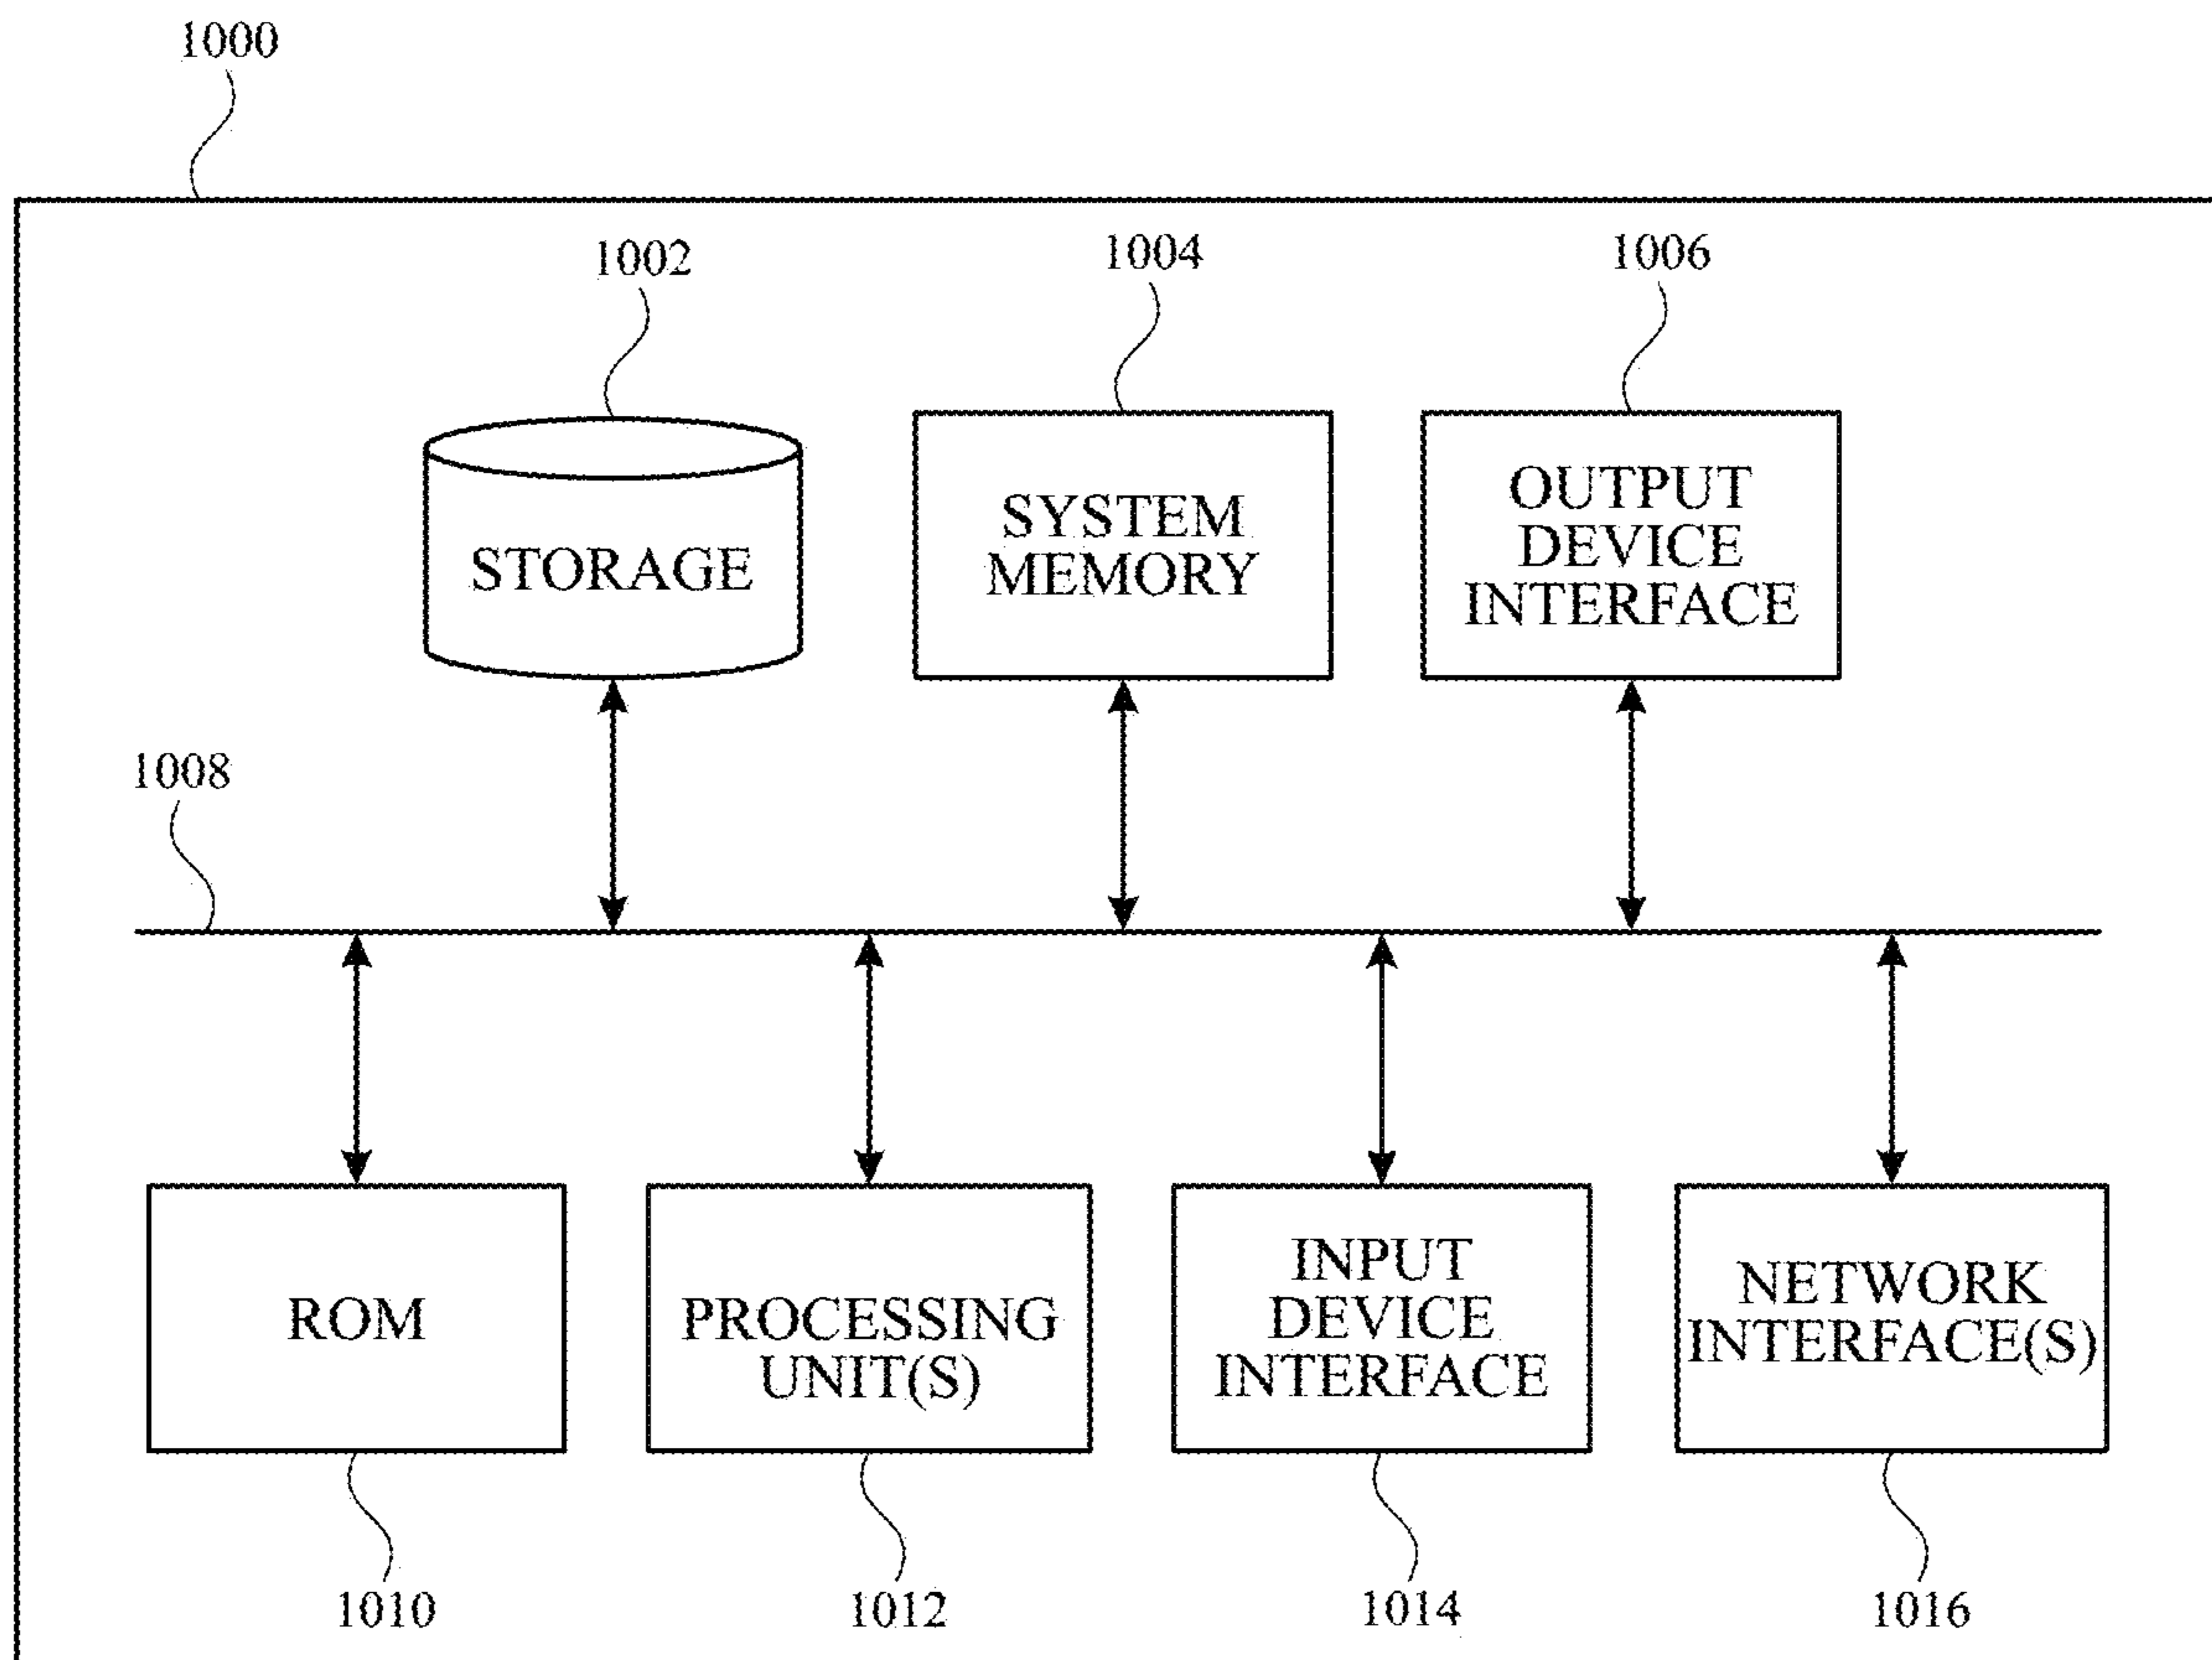 1000
1002
1004
1006
STORAGE
SYSTEM
MEMORY
OUTPUT
DEVICE
INTERFACE
1008
ROM
PROCESSING
UNIT(S)
INPUT
DEVICE
INTERFACE
NETWORK
INTERFACE(S)
1010
1012
1014
1016